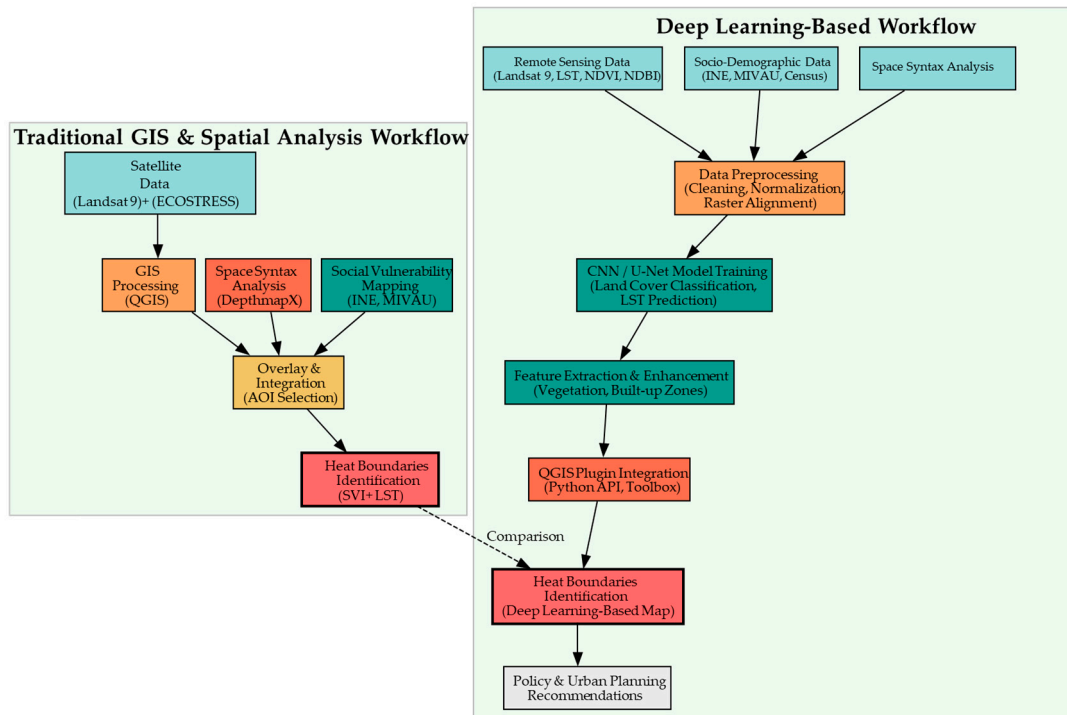 Traditional GIS & Spatial Analysis Workflow
Satellite
Data
(Landsat 9)+ (ECOSTRESS)
GIS
Processing
(QGIS)
Space Syntax
Analysis
(DepthmapX)
Social Vulnerability
Mapping
(INE, MIVAU)
Overlay &
Integration
(AOI Selection)
Heat Boundaries
Identification
(SVI+ LST)
Comparison
Deep Learning-Based Workflow
Remote Sensing Data
(Landsat 9, LST, NDVI, NDBI)
Socio-Demographic Data
(INE, MIVAU, Census)
Space Syntax Analysis
Data Preprocessing
(Cleaning, Normalization,
Raster Alignment)
CNN / U-Net Model Training
(Land Cover Classification,
LST Prediction)
Feature Extraction & Enhancement
(Vegetation, Built-up Zones)
QGIS Plugin Integration
(Python API, Toolbox)
Heat Boundaries
Identification
(Deep Learning-Based Map)
Policy & Urban Planning
Recommendations